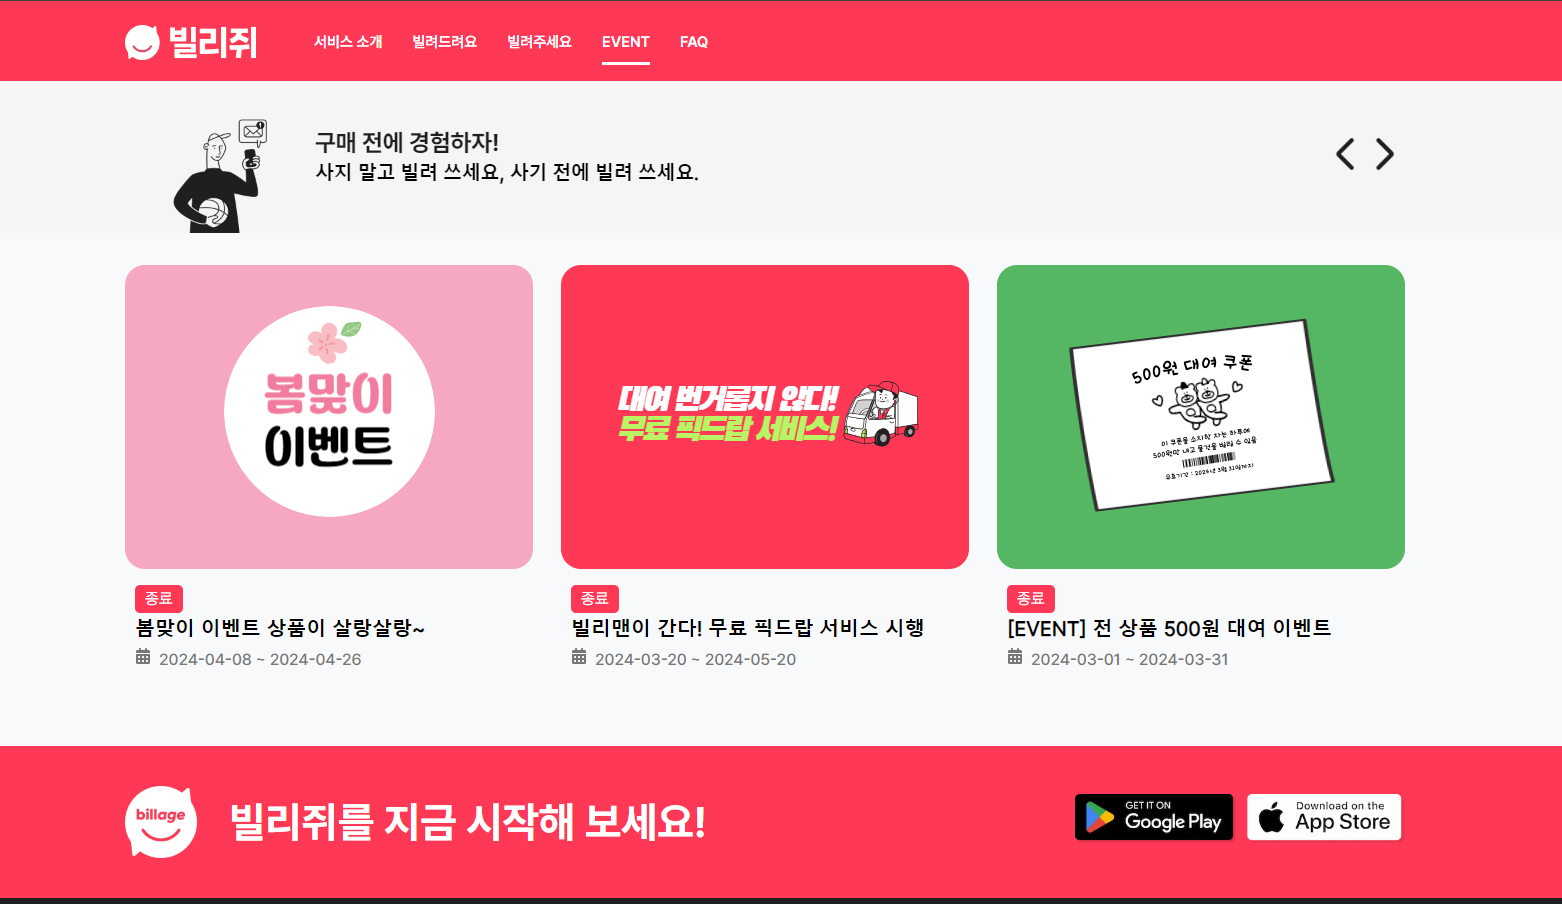 빌리쥐
서비스 소개
빌려드려요
빌려주세요
EVENT
FAQ
구매 전에 경험하자!
사지 말고 빌려 쓰세요, 사기 전에 빌려 쓰세요.
봄맞이
이벤트
대여 번거롭지 않다!
무료 픽드랍 서비스!
500원 대여 쿠폰
이 쿠폰을 소지한 자는 하루에
500원만 내고 물건을 빌릴 수 있음
유효기간 : 2024년 3월 31일까지
종료
봄맞이 이벤트 상품이 살랑살랑~
2024-04-08 ~ 2024-04-26
종료
빌리맨이 간다! 무료 픽드랍 서비스 시행
2024-03-20 ~ 2024-05-20
종료
[EVENT] 전 상품 500원 대여 이벤트
2024-03-01 ~ 2024-03-31
billage
빌리쥐를 지금 시작해 보세요!
GET IT ON
Google Play
Download on the
App Store